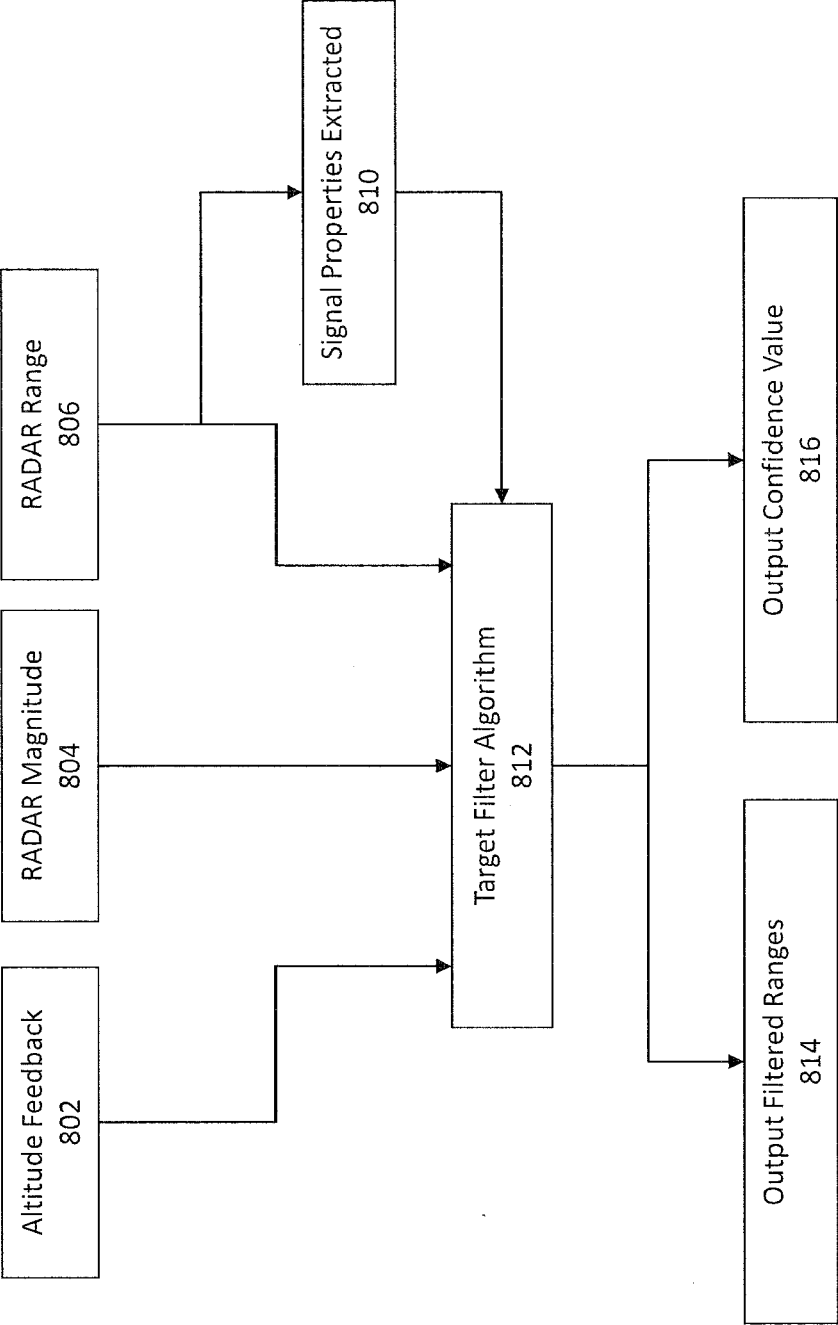 Altitude Feedback
802
RADAR Magnitude
804
RADAR Range
806
Signal Properties Extracted
810
Target Filter Algorithm
812
Output Filtered Ranges
814
Output Confidence Value
816